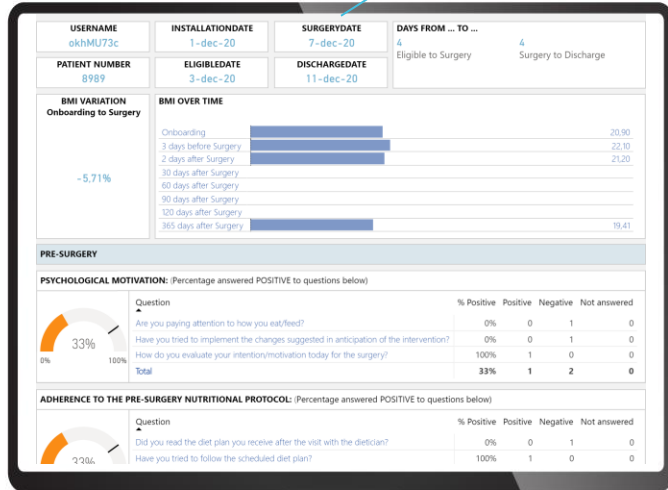 USERNAME
okhMU73c
INSTALLATIONDATE
1-dec-20
SURGERYDATE
7-dec-20
DAYS FROM ... TO ...
4
Eligible to Surgery
4
Surgery to Discharge
PATIENT NUMBER
8989
ELIGIBLEDATE
3-dec-20
DISCHARGEDATE
11-dec-20
BMI VARIATION
Onboarding to Surgery
-5.71%
BMI OVER TIME
Onboarding 20,90
3 days before Surgery 22,10
2 days after Surgery 21,20
30 days after Surgery
60 days after Surgery
90 days after Surgery
120 days after Surgery
365 days after Surgery 19,41
PRE-SURGERY
PSYCHOLOGICAL MOTIVATION: (Percentage answered POSITIVE to questions below)
33%
0% 100%
Question % Positive Positive Negative Not answered
Are you paying attention to how you eat/feed? 0% 0 1 0
Have you tried to implement the changes suggested in anticipation of the intervention? 0% 0 1 0
How do you evaluate your intention/motivation today for the surgery? 100% 1 0 0
Total 33% 1 2 0
ADHERENCE TO THE PRE-SURGERY NUTRITIONAL PROTOCOL: (Percentage answered POSITIVE to questions below)
33%
Question % Positive Positive Negative Not answered
Did you read the diet plan you receive after the visit with the dietician? 0% 0 1 0
Have you tried to follow the scheduled diet plan? 100% 1 0 0